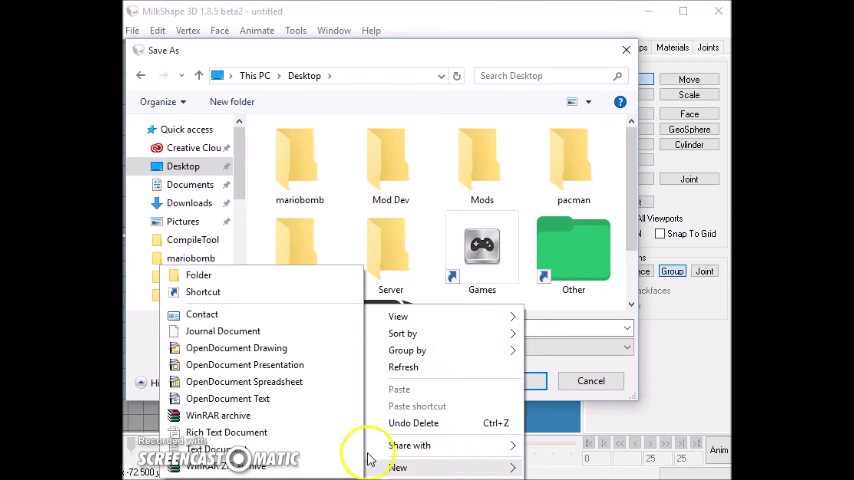 MilkShape 3D 1.8.5 beta2 - untitled
File Edit Vertex Face Animate Tools Window Help
Save As
Materials Joints
This PC > Desktop >
Search Desktop
Organize
New folder
Move
Scale
Face
GeoSphere
Cylinder
Joint
All Viewports
Snap To Grid
Group
Joint
Quick access
Creative Clou
Desktop
Documents
Downloads
Pictures
CompileTool
mariobomb
mariobomb
Mod Dev
Mods
pacman
Server
Games
Other
Folder
Shortcut
Contact
Journal Document
OpenDocument Drawing
OpenDocument Presentation
OpenDocument Spreadsheet
OpenDocument Text
WinRAR archive
Rich Text Document
View
Sort by
Group by
Refresh
Paste
Paste shortcut
Undo Delete Ctrl+Z
Share with
New
Cancel
Hi
Anim
Recorded with
SCREENCAST MATIC
-72.500